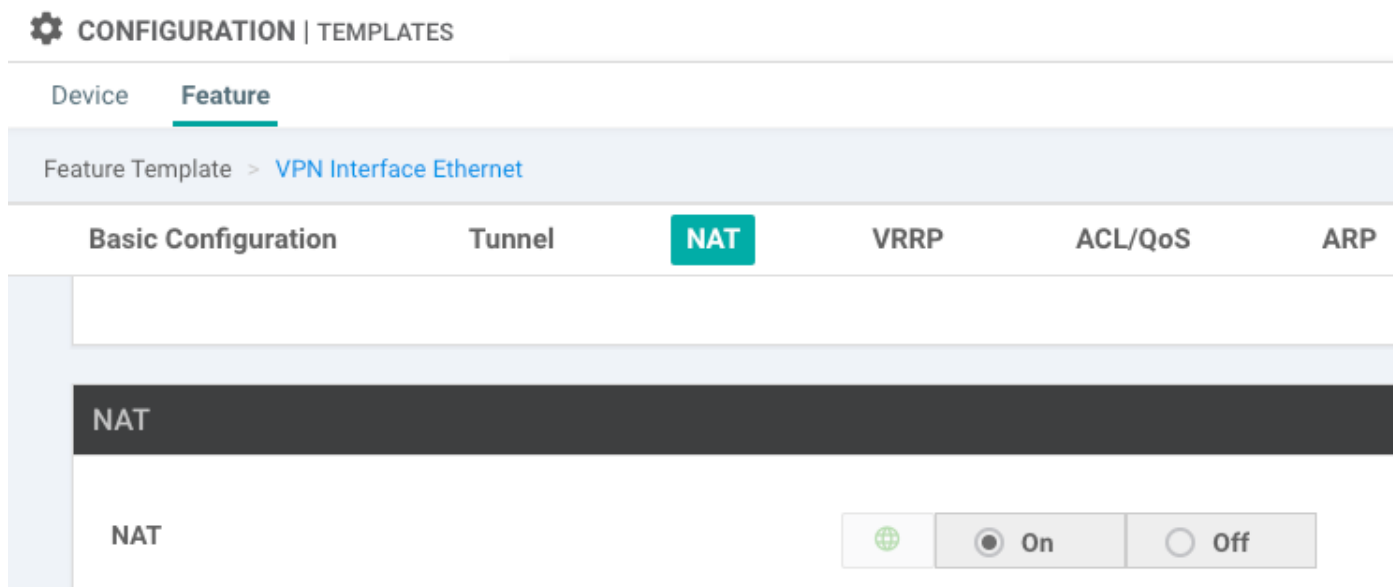 CONFIGURATION | TEMPLATES
Device Feature
Feature Template > VPN Interface Ethernet
Basic Configuration Tunnel NAT VRRP ACL/QoS ARP
NAT
NAT On Off